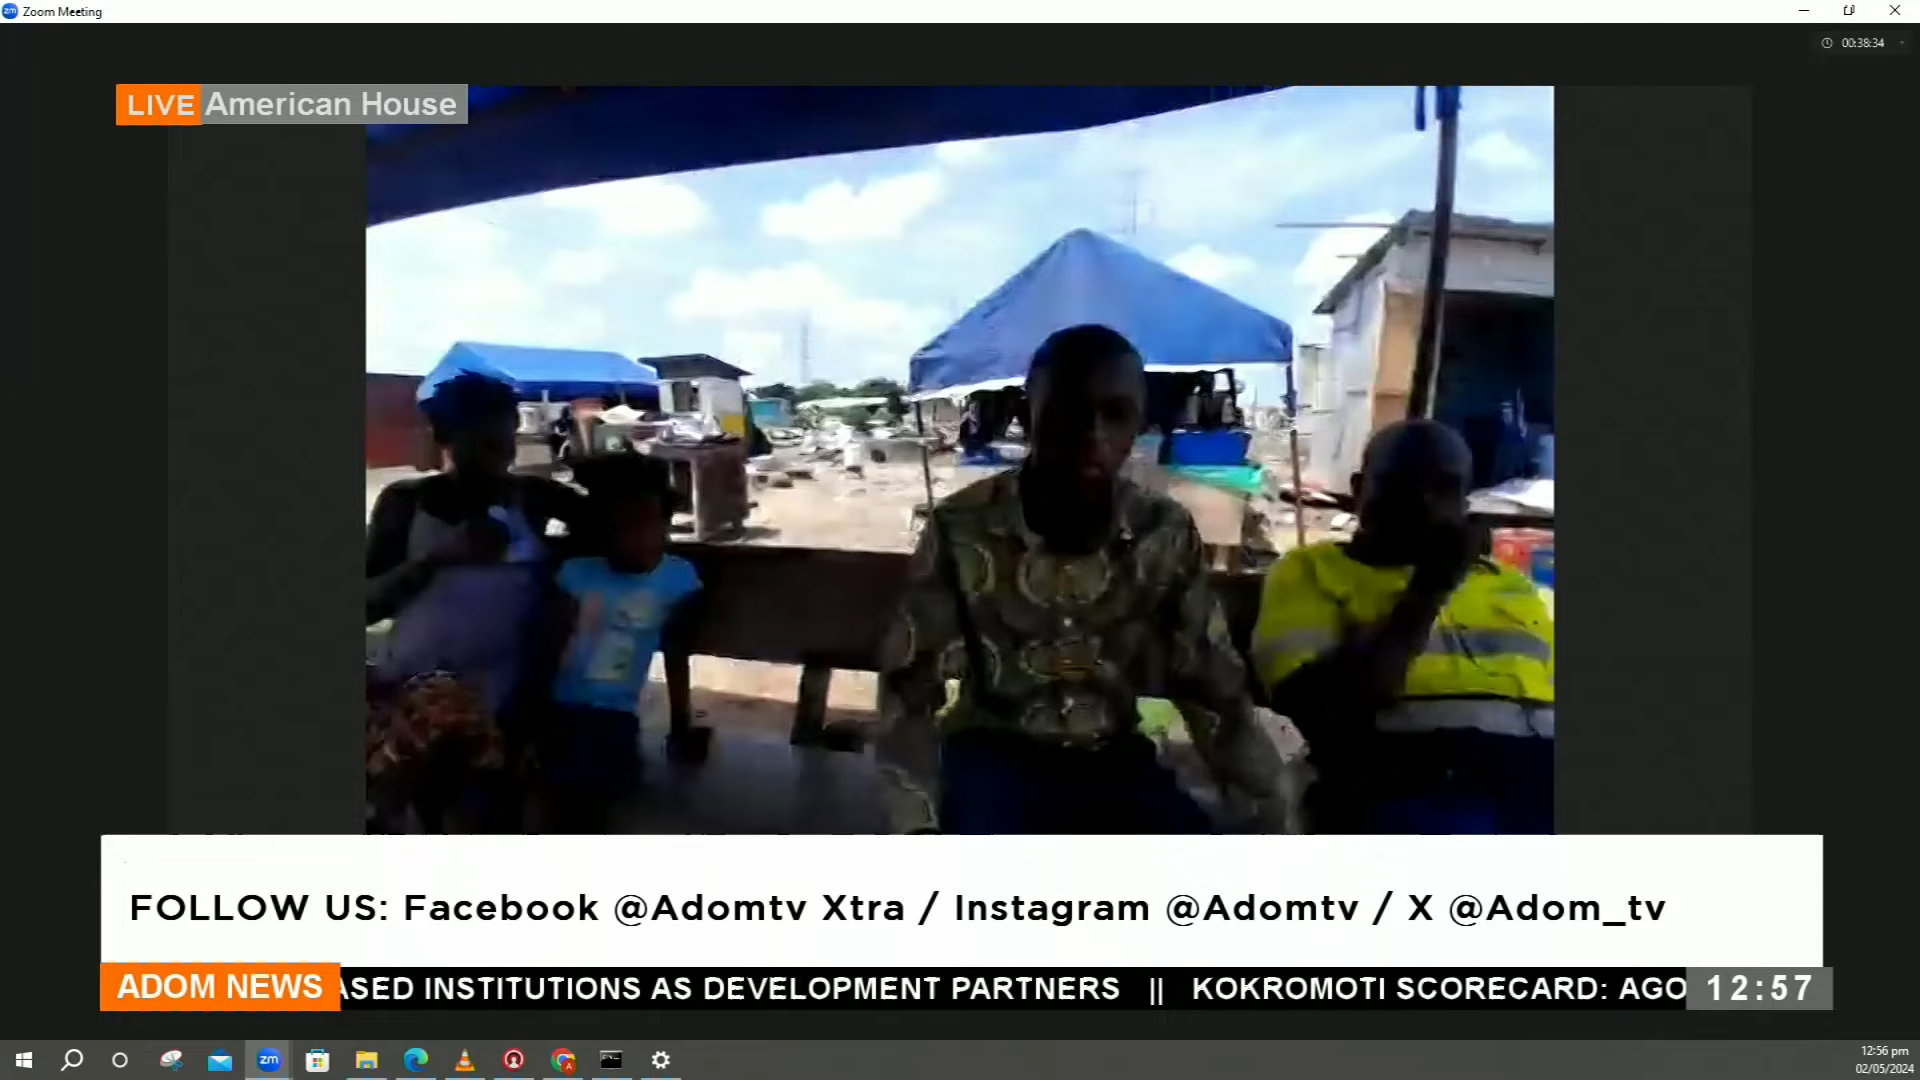 Zoom Meeting
00:38:34
LIVE American House
FOLLOW US: Facebook @Adomtv Xtra / Instagram @Adomtv / X @Adom_tv
ADOM NEWS ASED INSTITUTIONS AS DEVELOPMENT PARTNERS || KOKROMOTI SCORECARD: AGO 12:57
zm
12:56 pm
02/05/2024